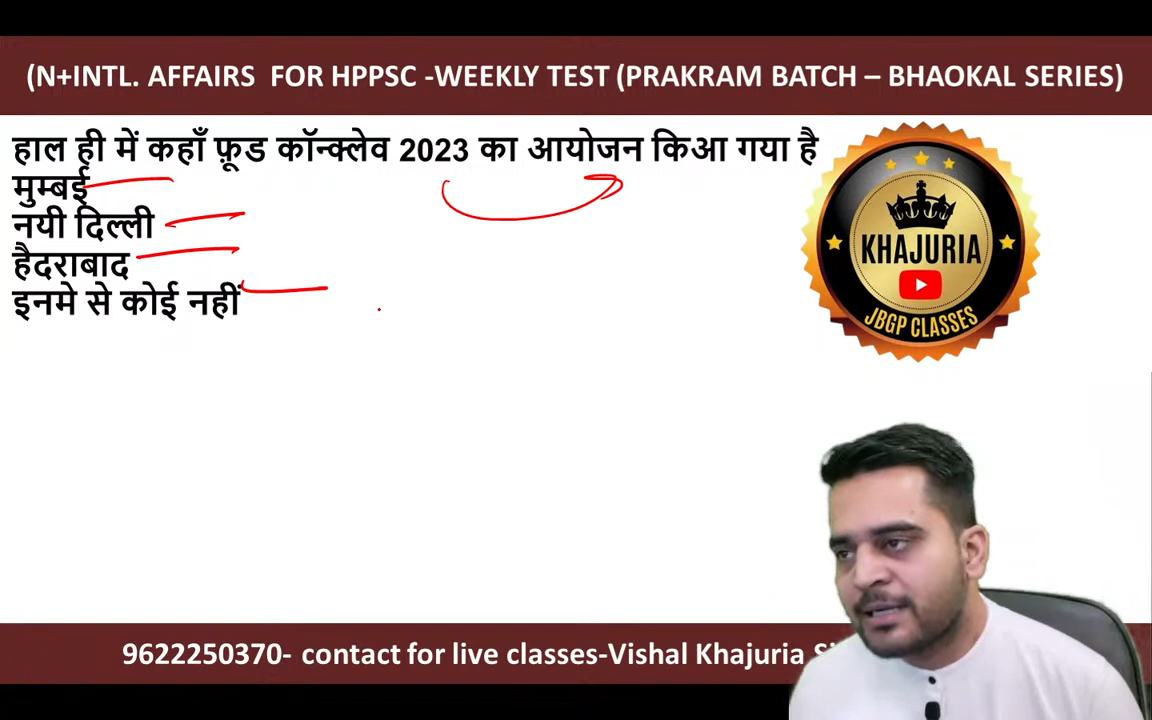 (N+INTL. AFFAIRS FOR HPPSC -WEEKLY TEST (PRAKRAM BATCH – BHAOKAL SERIES)
हाल ही में कहाँ फ़ूड कॉन्क्लेव 2023 का आयोजन किआ गया है
मुम्बई
नयी दिल्ली
हैदराबाद
इनमे से कोई नहीं
KHAJURIA
JBGP CLASSES
9622250370- contact for live classes-Vishal Khajuria